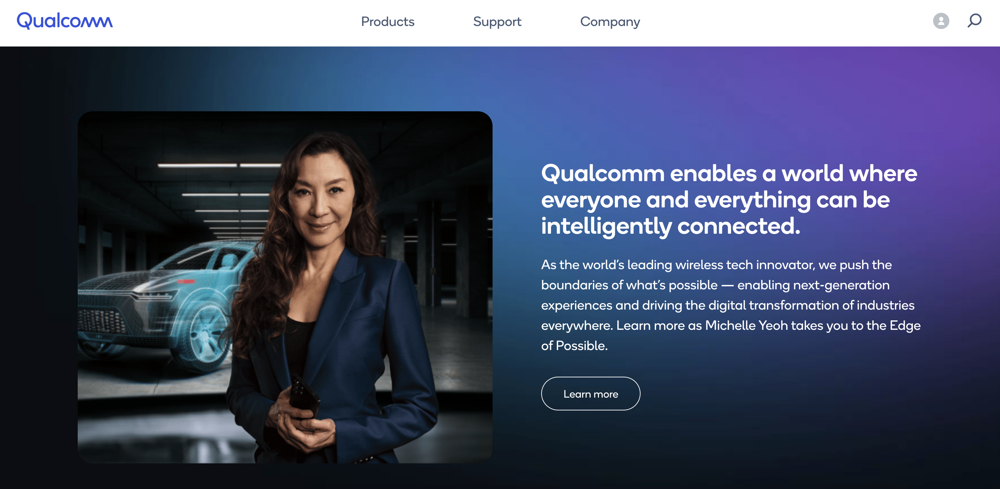 Qualcomm
Products
Support
Company
Qualcomm enables a world where
everyone and everything can be
intelligently connected.
As the world’s leading wireless tech innovator, we push the
boundaries of what’s possible — enabling next-generation
experiences and driving the digital transformation of industries
everywhere. Learn more as Michelle Yeoh takes you to the Edge
of Possible.
Learn more